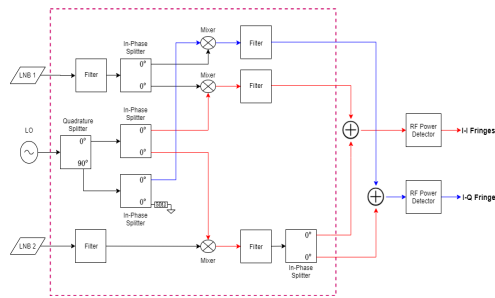 In-Phase
Splitter
Mixer
Filter
LNB 1
Filter
0°
0°
Mixer
Filter
LO
Quadrature
Splitter
0°
90°
In-Phase
Splitter
0°
0°
RF Power
Detector
I-I Fringes
0°
0°
50Ω
In-Phase
Splitter
RF Power
Detector
I-Q Fringe
LNB 2
Filter
Mixer
Filter
0°
0°
In-Phase
Splitter